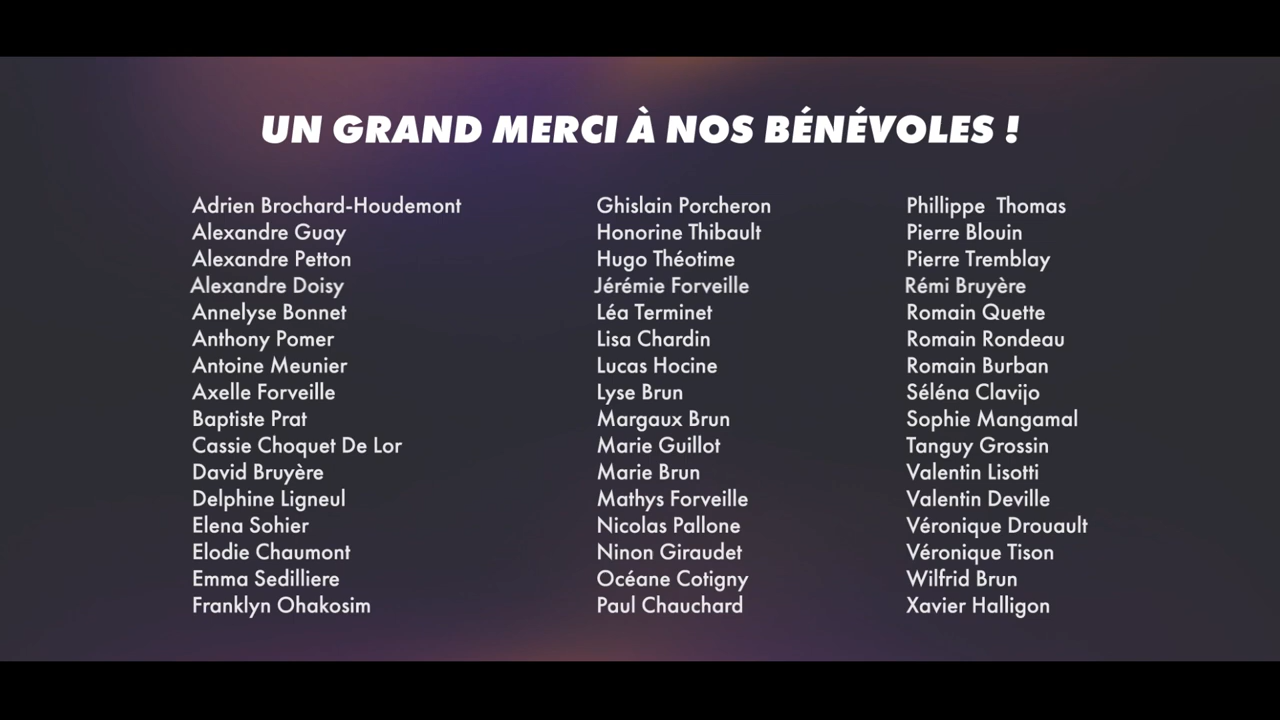 UN GRAND MERCI À NOS BÉNÉVOLES !
Adrien Brochard-Houdemont
Alexandre Guay
Alexandre Petton
Alexandre Doisy
Annelyse Bonnet
Anthony Pomer
Antoine Meunier
Axelle Forveille
Baptiste Prat
Cassie Choquet De Lor
David Bruyère
Delphine Ligneul
Elena Sohier
Elodie Chaumont
Emma Sedilliere
Franklyn Ohakosim
Ghislain Porcheron
Honorine Thibault
Hugo Théotime
Jérémie Forveille
Léa Terminet
Lisa Chardin
Lucas Hocine
Lyse Brun
Margaux Brun
Marie Guillot
Marie Brun
Mathys Forveille
Nicolas Pallone
Ninon Giraudet
Océane Cotigny
Paul Chauchard
Phillippe  Thomas
Pierre Blouin
Pierre Tremblay
Rémi Bruyère
Romain Quette
Romain Rondeau
Romain Burban
Séléna Clavijo
Sophie Mangamal
Tanguy Grossin
Valentin Lisotti
Valentin Deville
Véronique Drouault
Véronique Tison
Wilfrid Brun
Xavier Halligon